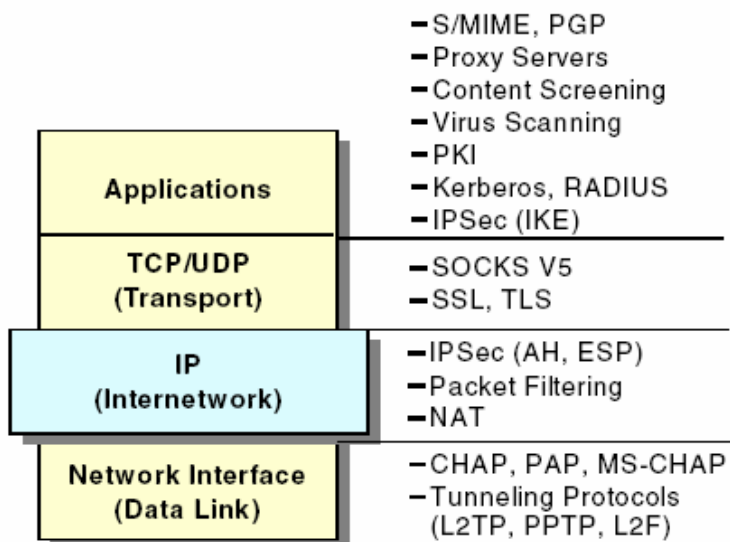 – S/MIME, PGP
– Proxy Servers
– Content Screening
– Virus Scanning
– PKI
– Kerberos, RADIUS
– IPSec (IKE)
Applications
TCP/UDP
(Transport)
– SOCKS V5
– SSL, TLS
IP
(Internetwork)
– IPSec (AH, ESP)
– Packet Filtering
– NAT
Network Interface
(Data Link)
– CHAP, PAP, MS-CHAP
– Tunneling Protocols
(L2TP, PPTP, L2F)